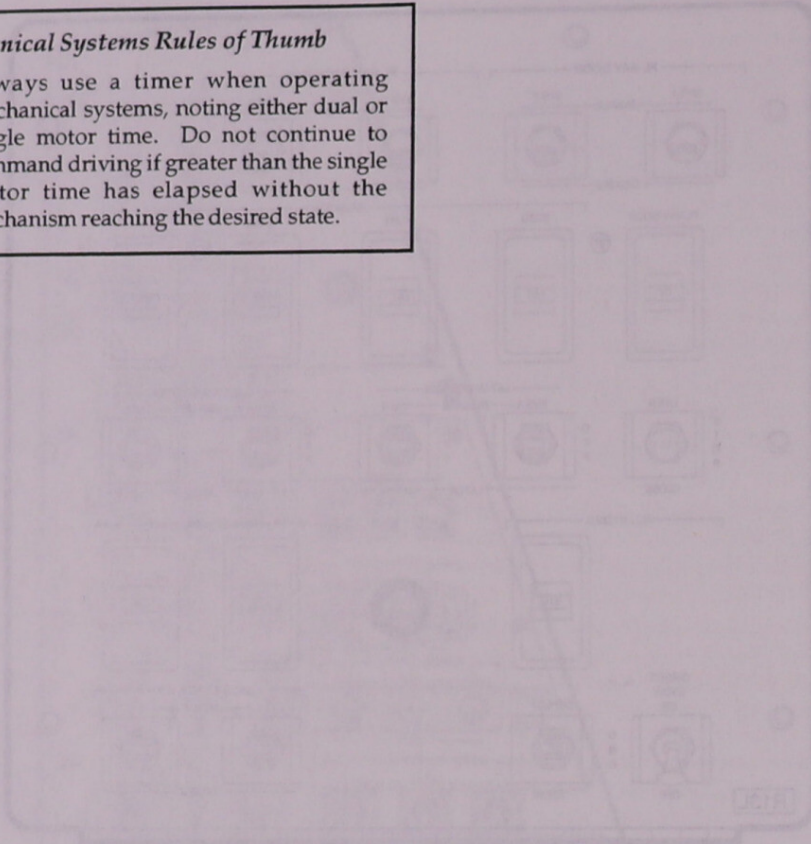 nical Systems Rules of Thumb
ways use a timer when operating
chanical systems, noting either dual or
gle motor time. Do not continue to
mmand driving if greater than the single
tor time has elapsed without the
chanism reaching the desired state.